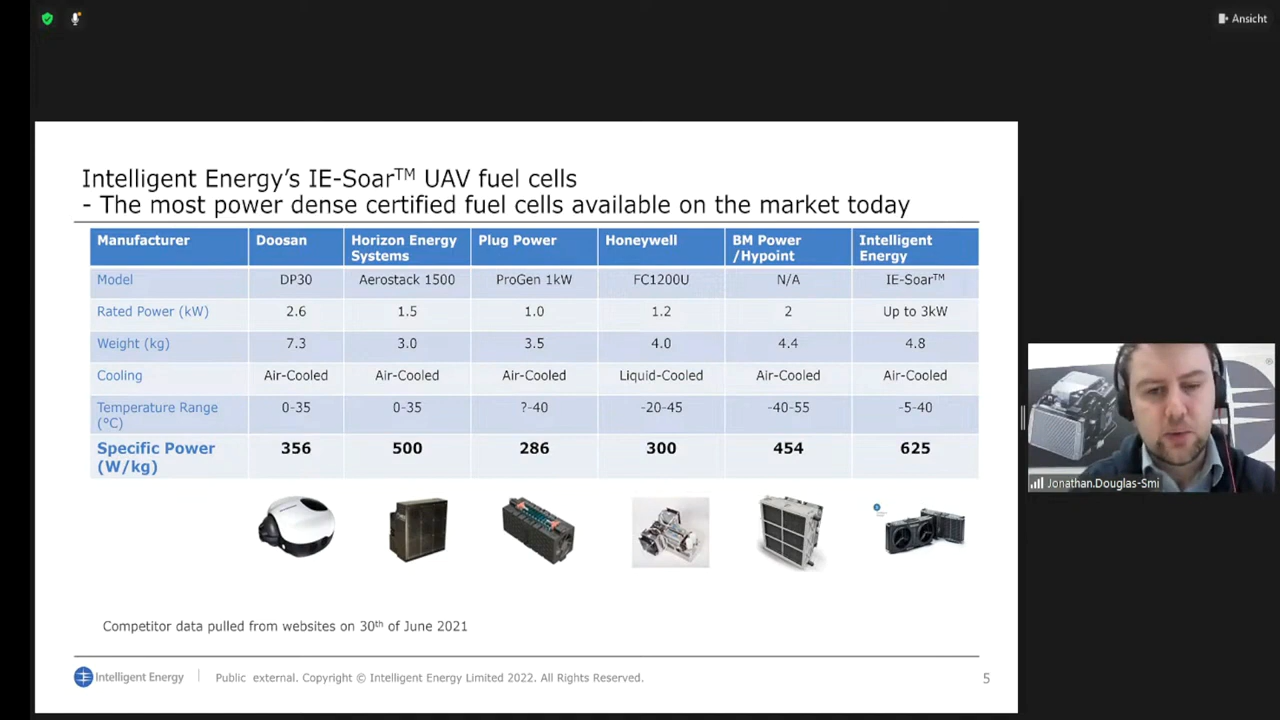 Ansicht
Intelligent Energy’s IE-Soar™ UAV fuel cells
- The most power dense certified fuel cells available on the market today
Manufacturer Doosan Horizon Energy Systems Plug Power Honeywell BM Power /Hypoint Intelligent Energy
Model DP30 Aerostack 1500 ProGen 1kW FC1200U N/A IE-Soar™
Rated Power (kW) 2.6 1.5 1.0 1.2 2 Up to 3kW
Weight (kg) 7.3 3.0 3.5 4.0 4.4 4.8
Cooling Air-Cooled Air-Cooled Air-Cooled Liquid-Cooled Air-Cooled Air-Cooled
Temperature Range (°C) 0-35 0-35 ?-40 -20-45 -40-55 -5-40
Specific Power (W/kg) 356 500 286 300 454 625
Jonathan.Douglas-Smi
Competitor data pulled from websites on 30th of June 2021
Intelligent Energy
Public external. Copyright © Intelligent Energy Limited 2022. All Rights Reserved.
5